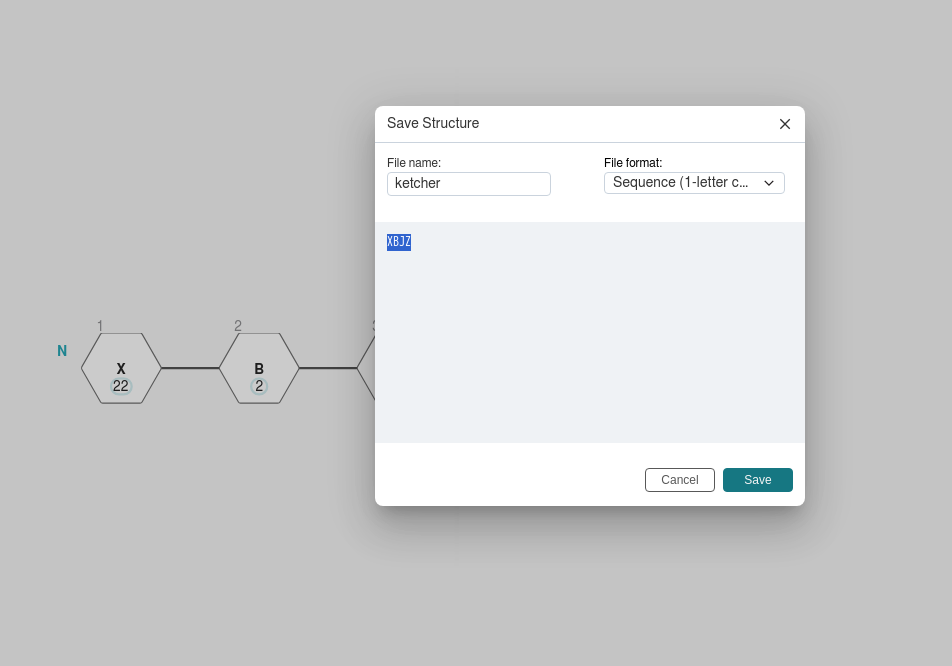 Save Structure
File name:
File format:
ketcher
Sequence (1-letter c...
XBJZ
1
2
N
X
22
B
2
Cancel
Save